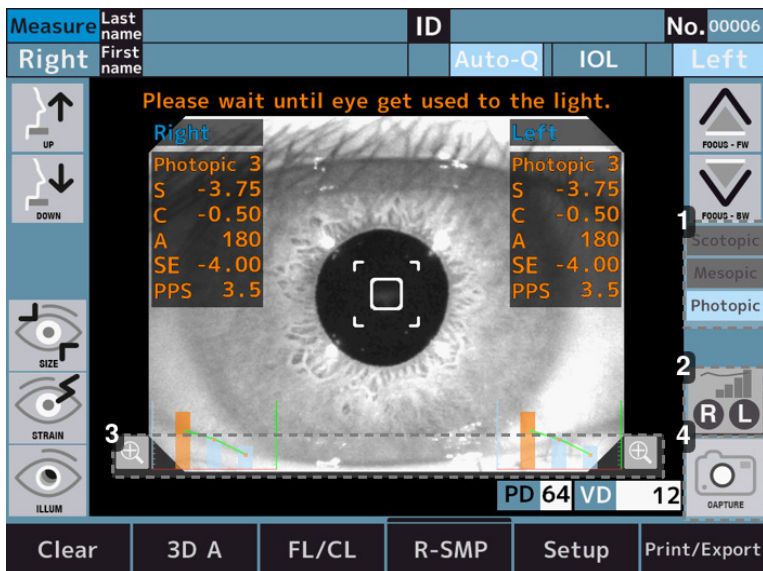 Measure Last name ID No. 00006
Right First name Auto-Q IOL Left
Please wait until eye get used to the light.
UP
DOWN
SIZE
STRAIN
ILLUM
Right
Photopic 3
S -3.75
C -0.50
A 180
SE -4.00
PPS 3.5
Left
Photopic 3
S -3.75
C -0.50
A 180
SE -4.00
PPS 3.5
FOCUS - FW
FOCUS - BW
1
Scotopic
Mesopic
Photopic
2
R L
3
4
CAPTURE
PD 64 VD 12
Clear 3D A FL/CL R-SMP Setup Print/Export